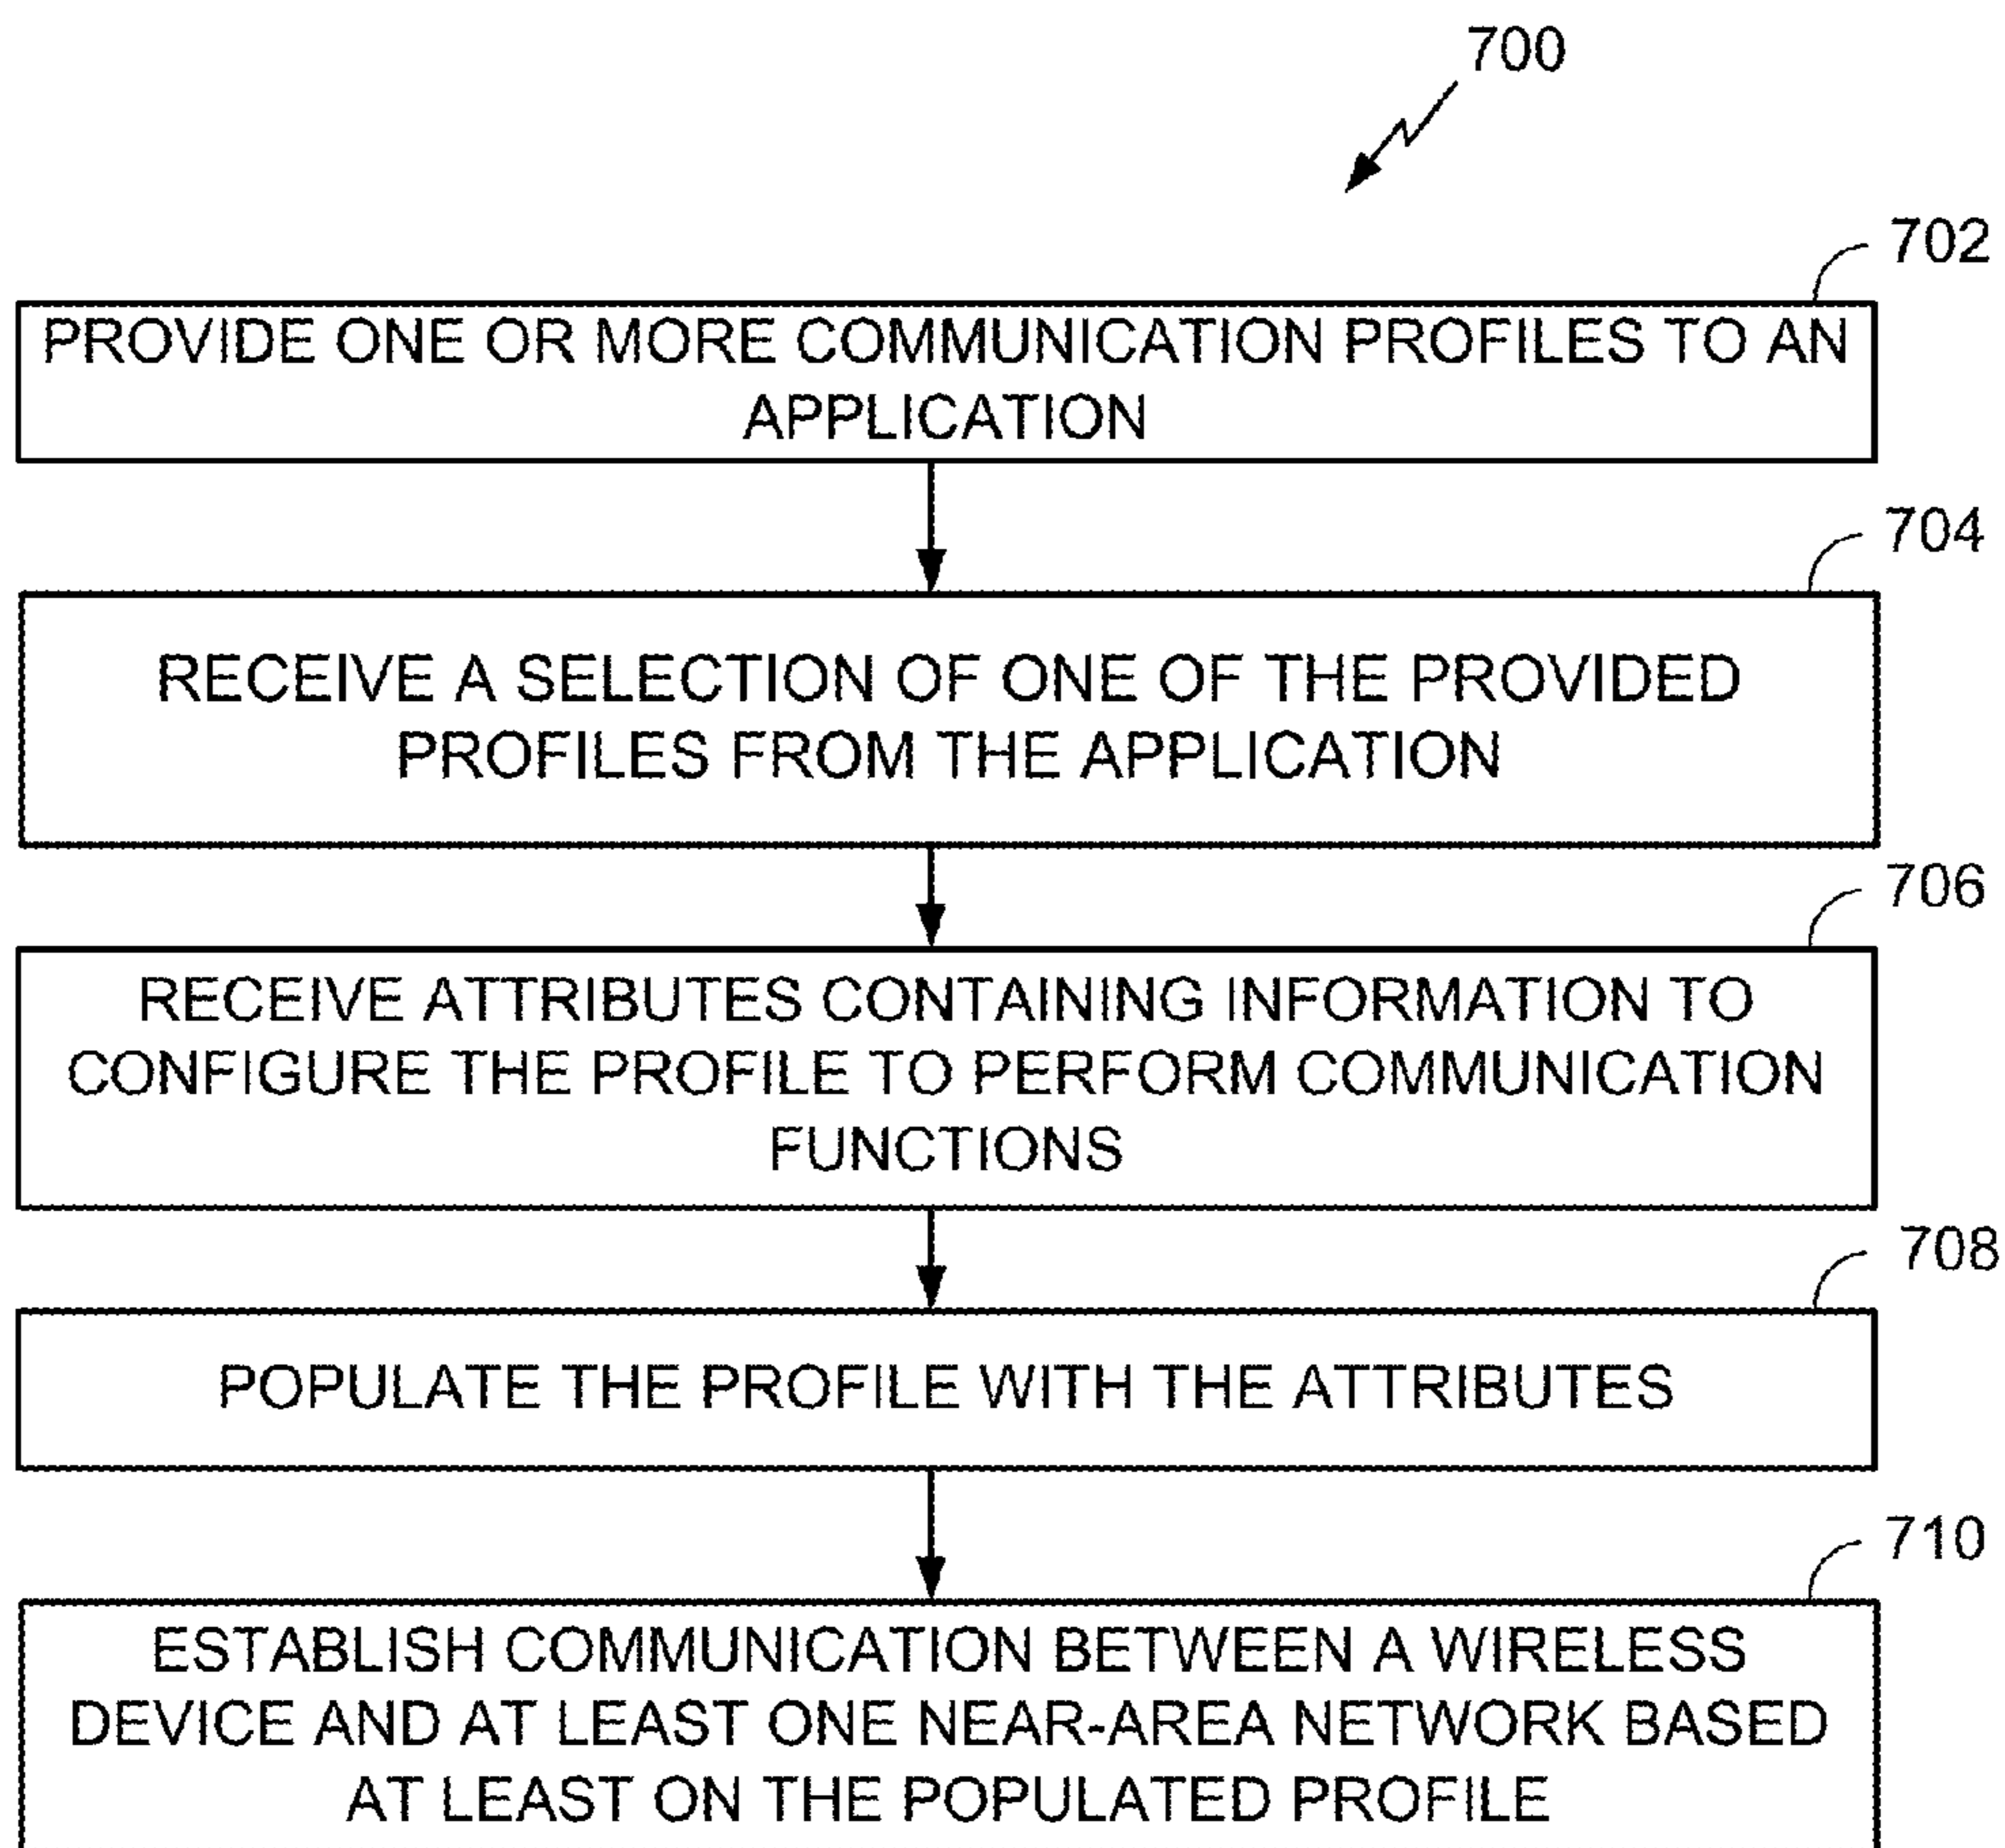 700
702
PROVIDE ONE OR MORE COMMUNICATION PROFILES TO AN
APPLICATION
704
RECEIVE A SELECTION OF ONE OF THE PROVIDED
PROFILES FROM THE APPLICATION
706
RECEIVE ATTRIBUTES CONTAINING INFORMATION TO
CONFIGURE THE PROFILE TO PERFORM COMMUNICATION
FUNCTIONS
708
POPULATE THE PROFILE WITH THE ATTRIBUTES
710
ESTABLISH COMMUNICATION BETWEEN A WIRELESS
DEVICE AND AT LEAST ONE NEAR-AREA NETWORK BASED
AT LEAST ON THE POPULATED PROFILE